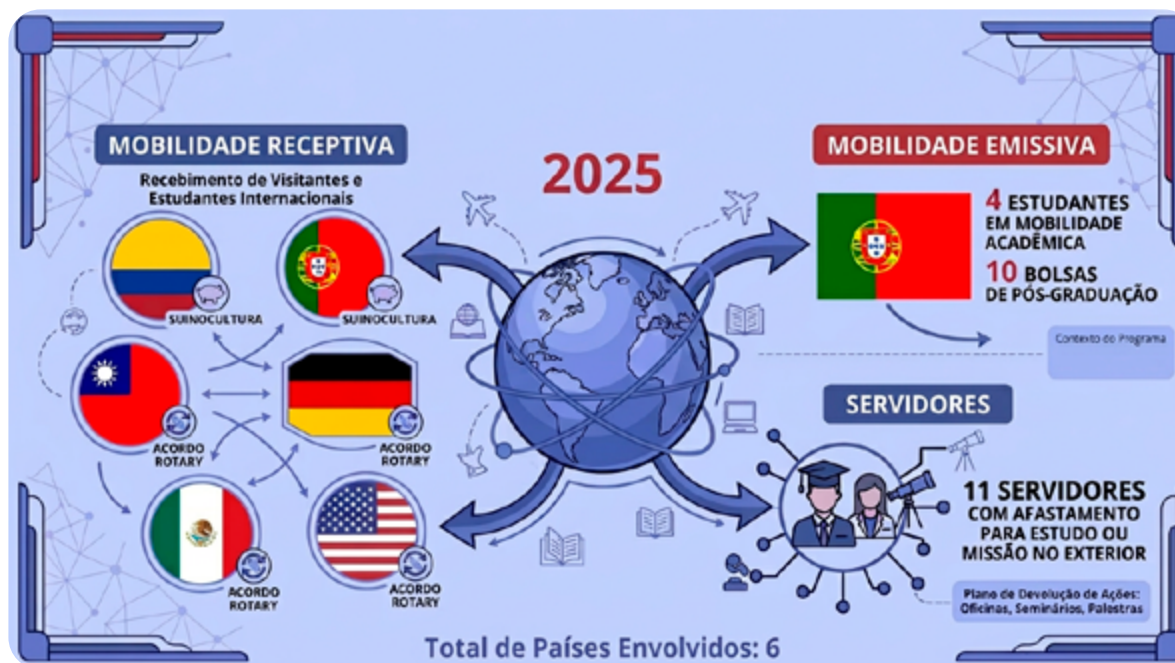 MOBILIDADE RECEPTIVA
Recebimento de Visitantes e
Estudantes Internacionais
SUINOCULTURA
SUINOCULTURA
ACORDO
ROTARY
ACORDO
ROTARY
ACORDO
ROTARY
ACORDO
ROTARY
2025
MOBILIDADE EMISSIVA
4 ESTUDANTES
EM MOBILIDADE
ACADÊMICA
10 BOLSAS
DE PÓS-GRADUAÇÃO
Contexto do Programa
SERVIDORES
11 SERVIDORES
COM AFASTAMENTO
PARA ESTUDO OU
MISSÃO NO EXTERIOR
Plano de Devolução de Ações:
Oficinas, Seminários, Palestras
Total de Países Envolvidos: 6